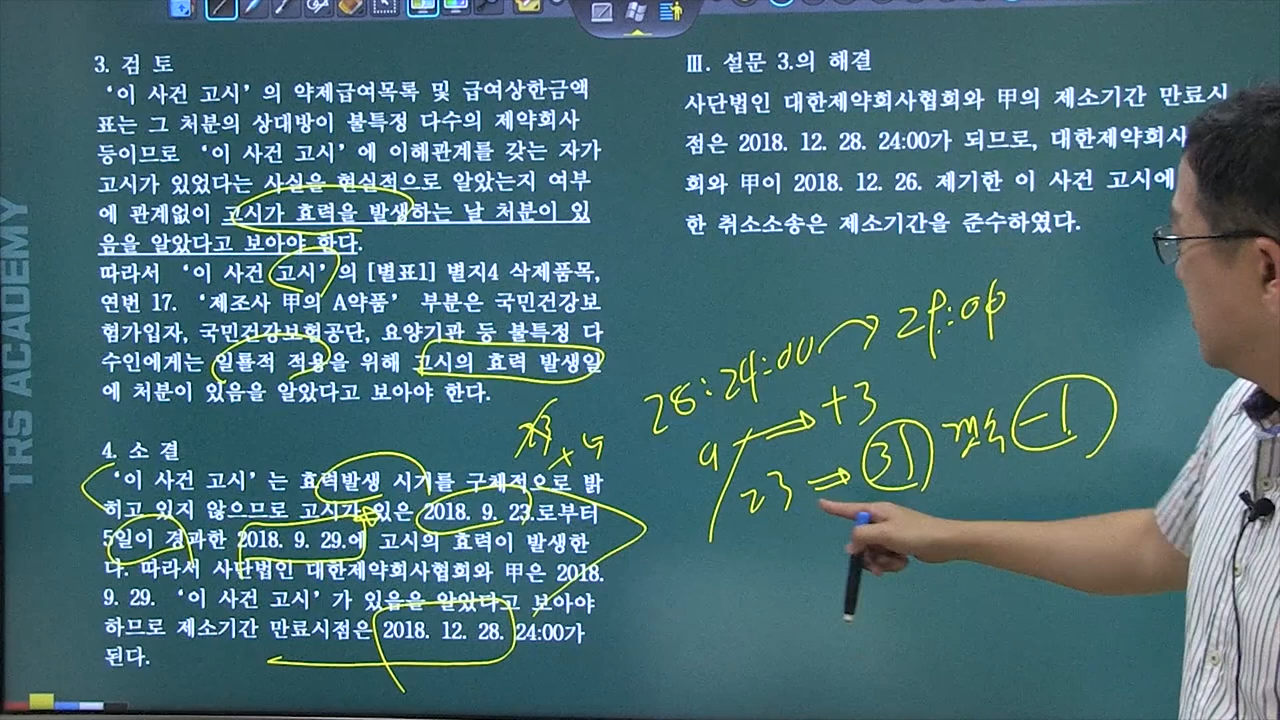 3. 검 토
'이 사건 고시'의 약제급여목록 및 급여상한금액
표는 그 처분의 상대방이 불특정 다수의 제약회사
등이므로 '이 사건 고시'에 이해관계를 갖는 자가
고시가 있었다는 사실을 현실적으로 알았는지 여부
에 관계없이 고시가 효력을 발생하는 날 처분이 있
음을 알았다고 보아야 한다.
따라서 '이 사건 고시'의 [별표1] 별지4 삭제품목,
연번 17. '제조사 甲의 A약품' 부분은 국민건강보
험가입자, 국민건강보험공단, 요양기관 등 불특정 다
수인에게는 일률적 적용을 위해 고시의 효력 발생일
에 처분이 있음을 알았다고 보아야 한다.
4. 소 결
'이 사건 고시'는 효력발생 시기를 구체적으로 밝
히고 있지 않으므로 고시가 있은 2018. 9. 23.로부터
5일이 경과한 2018. 9. 29.에 고시의 효력이 발생한
다. 따라서 사단법인 대한제약회사협회와 甲은 2018.
9. 29. '이 사건 고시'가 있음을 알았다고 보아야
하므로 제소기간 만료시점은 2018. 12. 28. 24:00가
된다.
Ⅲ. 설문 3.의 해결
사단법인 대한제약회사협회와 甲의 제소기간 만료시
점은 2018. 12. 28. 24:00가 되므로, 대한제약회사
회와 甲이 2018. 12. 26. 제기한 이 사건 고시에
한 취소소송은 제소기간을 준수하였다.
28:24:00
9 +3
23 31 -1
TRS ACADEMY